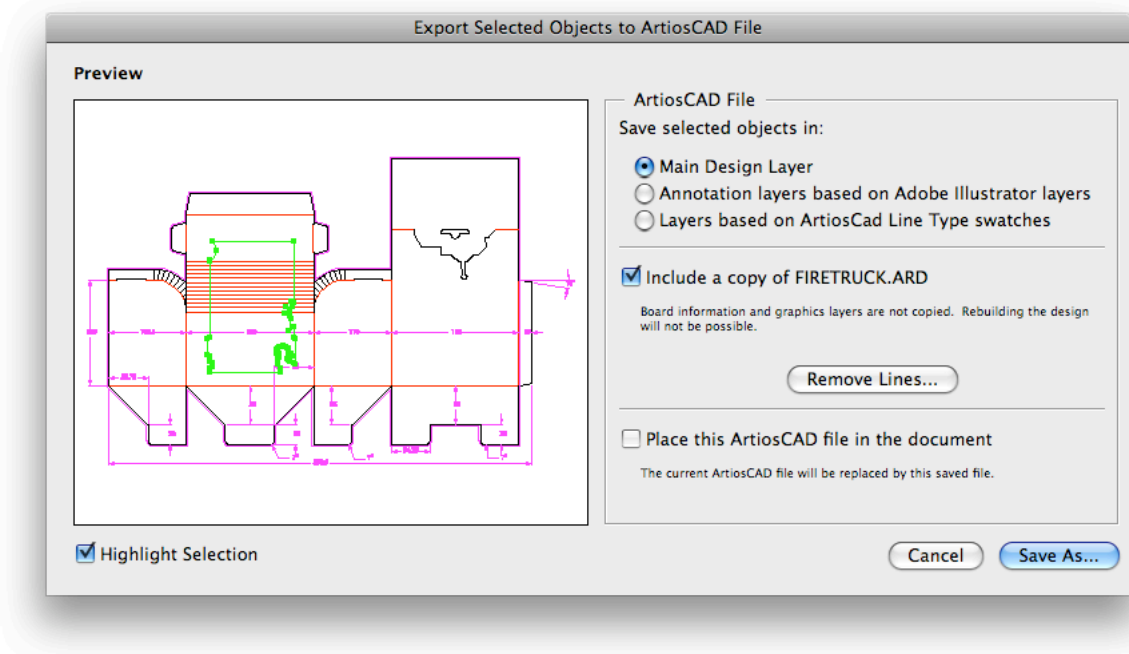 Export Selected Objects to ArtiosCAD File
Preview
ArtiosCAD File
Save selected objects in:
Main Design Layer
Annotation layers based on Adobe Illustrator layers
Layers based on ArtiosCad Line Type swatches
Include a copy of FIRETRUCK.ARD
Board information and graphics layers are not copied. Rebuilding the design
will not be possible.
Remove Lines...
Place this ArtiosCAD file in the document
The current ArtiosCAD file will be replaced by this saved file.
Highlight Selection
Cancel
Save As...